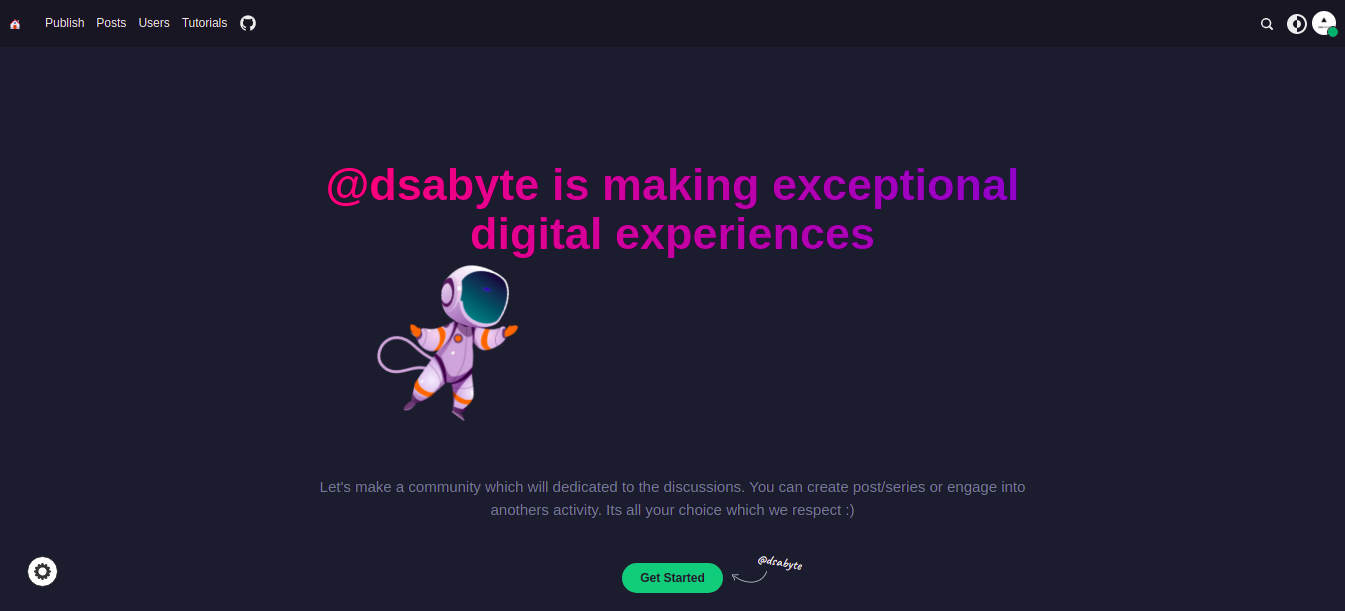 Publish Posts Users Tutorials
@dsabyte is making exceptional
digital experiences
Let's make a community which will dedicated to the discussions. You can create post/series or engage into
anothers activity. Its all your choice which we respect :)
@dsabyte
Get Started